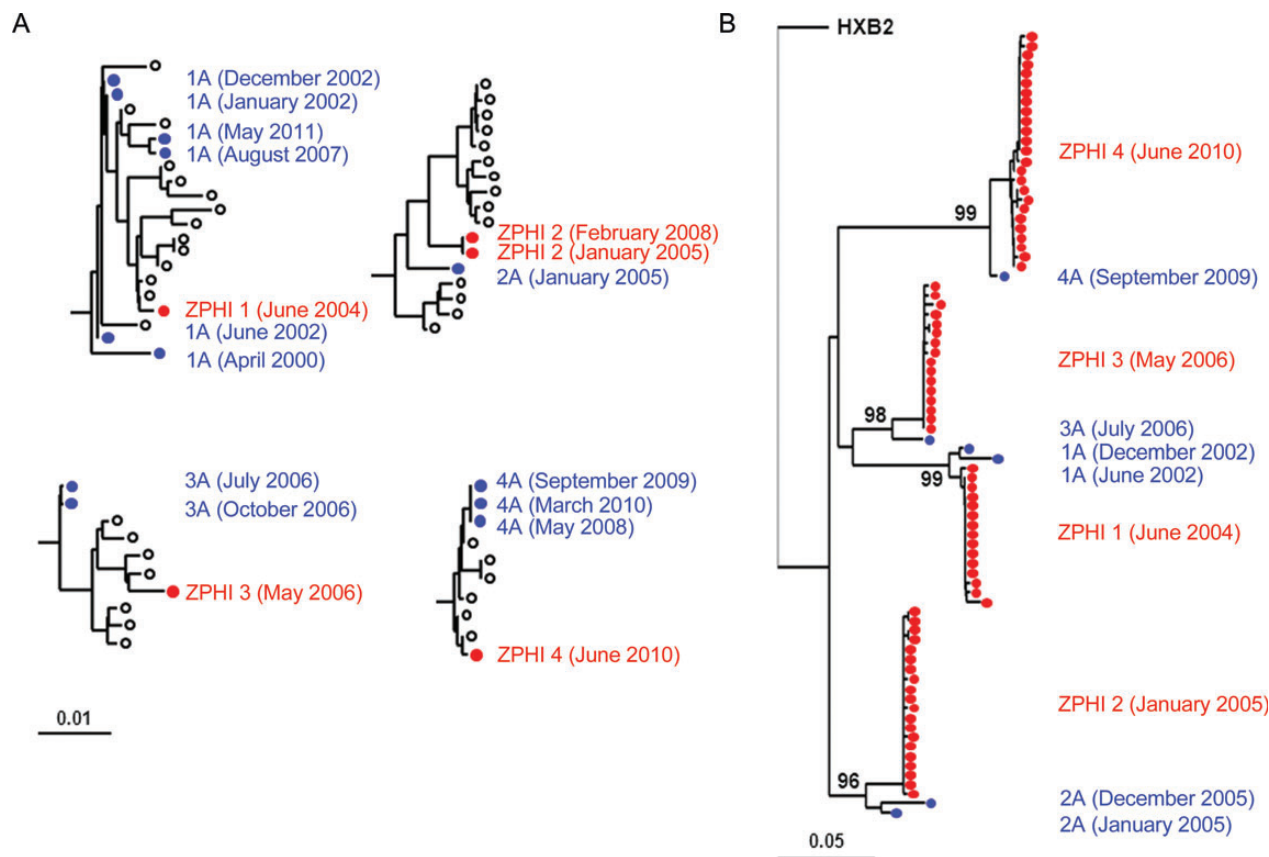 A
1A (December 2002)
1A (January 2002)
1A (May 2011)
1A (August 2007)
ZPHI 1 (June 2004)
1A (June 2002)
1A (April 2000)
ZPHI 2 (February 2008)
ZPHI 2 (January 2005)
2A (January 2005)
3A (July 2006)
3A (October 2006)
ZPHI 3 (May 2006)
4A (September 2009)
4A (March 2010)
4A (May 2008)
ZPHI 4 (June 2010)
0.01
B
HXB2
ZPHI 4 (June 2010)
99
4A (September 2009)
ZPHI 3 (May 2006)
98
3A (July 2006)
1A (December 2002)
1A (June 2002)
99
ZPHI 1 (June 2004)
ZPHI 2 (January 2005)
96
2A (December 2005)
2A (January 2005)
0.05